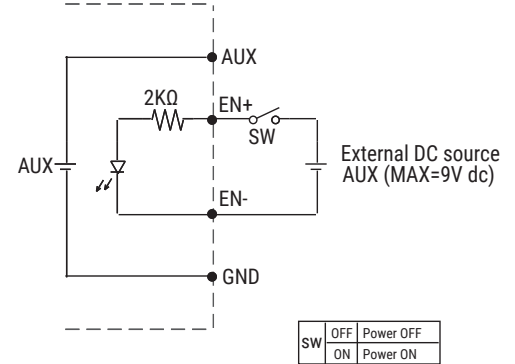 AUX
2KΩ
EN+
SW
AUX
External DC source
AUX (MAX=9V dc)
EN-
GND
SW OFF Power OFF
ON Power ON